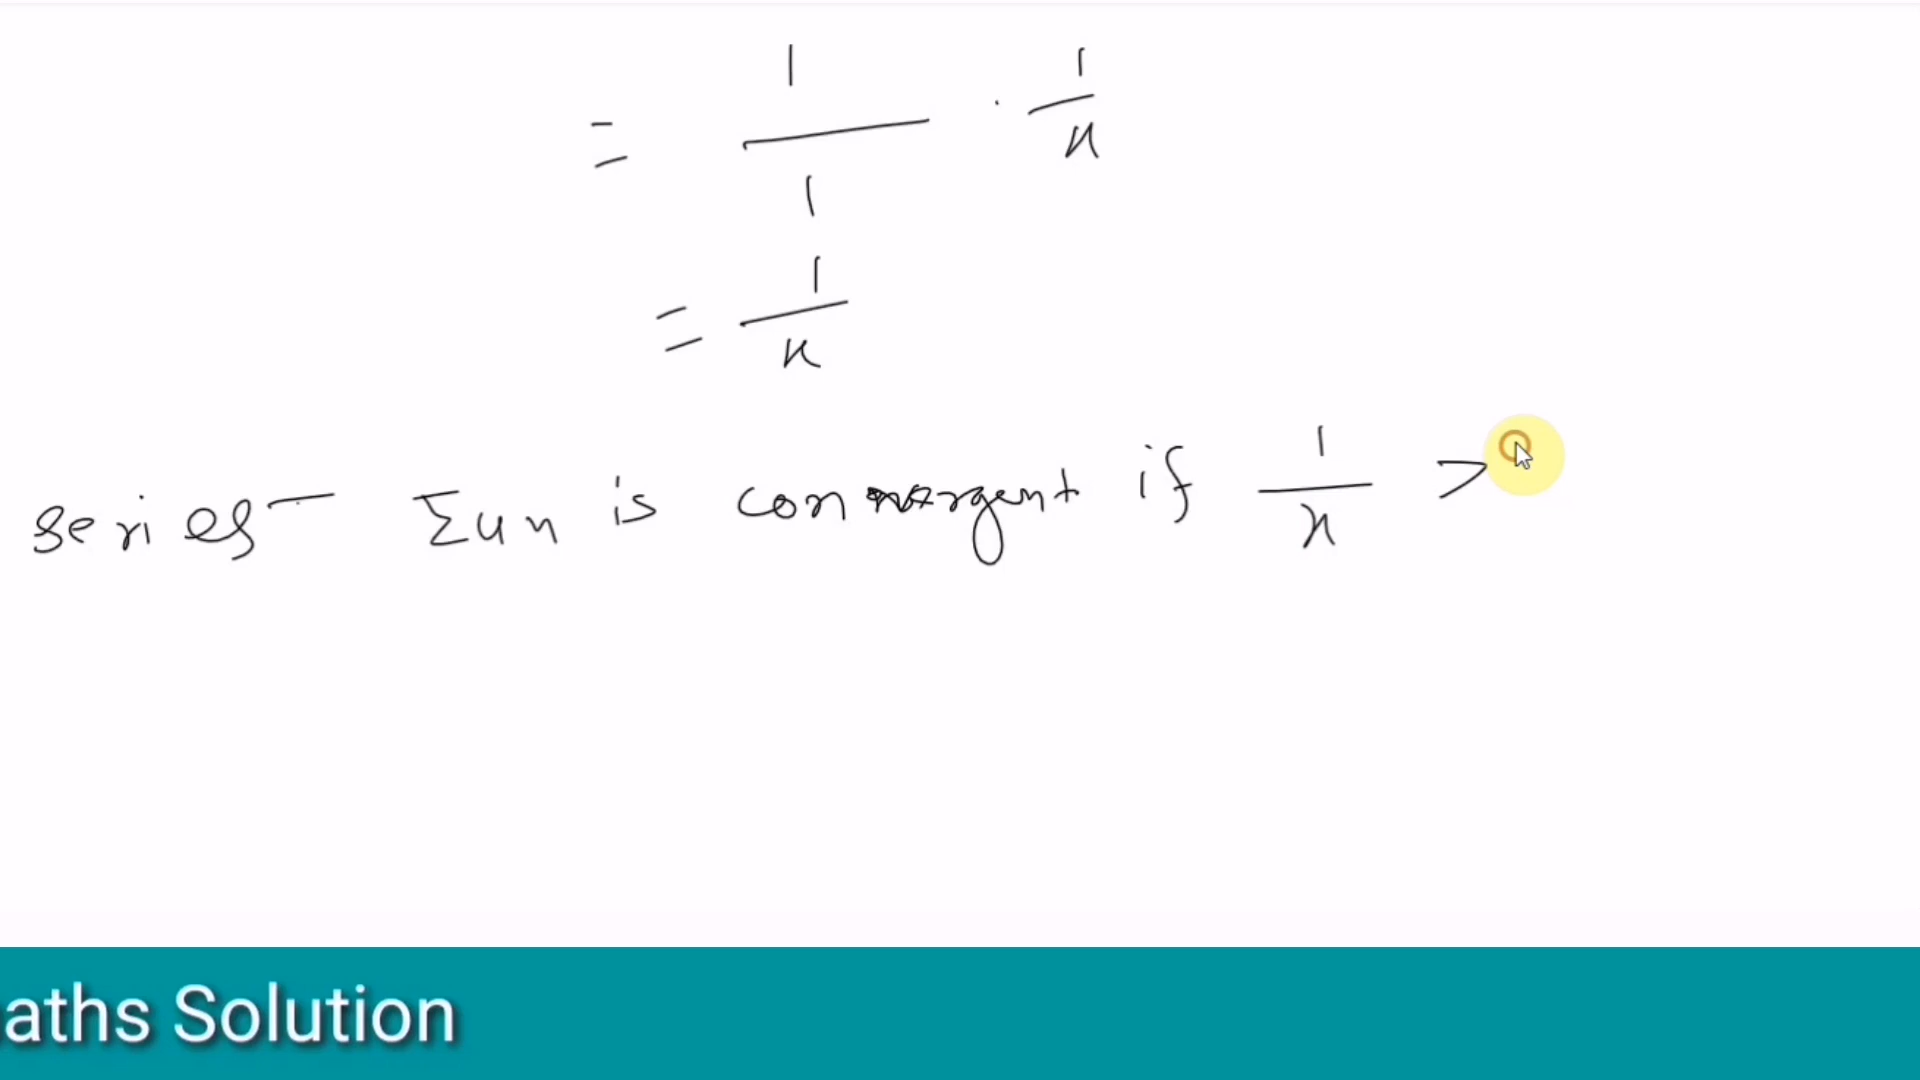 = 1/1 · 1/x
= 1/x
series Σun is convergent if 1/x >
aths Solution